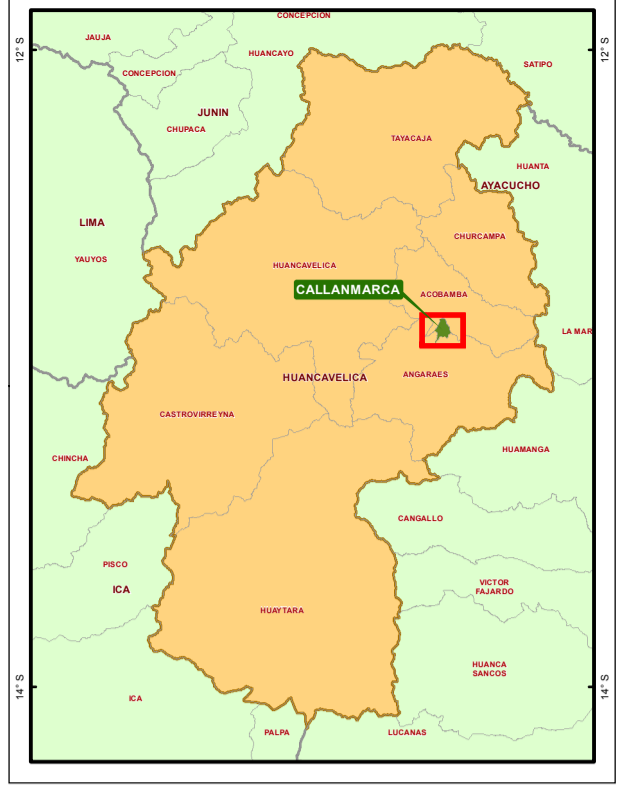 CONCEPCION
JAUJA
12° S
12° S
HUANCAYO
SATIPO
CONCEPCION
JUNIN
CHUPACA
TAYACAJA
HUANTA
AYACUCHO
LIMA
CHURCAMPA
YAUYOS
HUANCAVELICA
CALLANMARCA
ACOBAMBA
LA MAR
ANGARAES
HUANCAVELICA
CASTROVIRREYNA
HUAMANGA
CHINCHA
CANGALLO
PISCO
ICA
VICTOR
FAJARDO
HUAYTARA
HUANCA
SANCOS
14° S
14° S
ICA
PALPA
LUCANAS